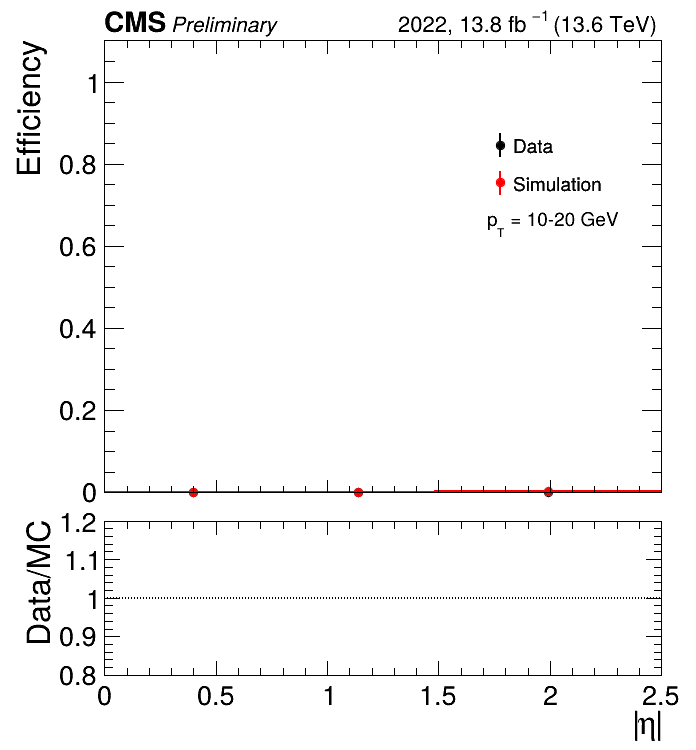 CMS Preliminary 2022, 13.8 fb⁻¹ (13.6 TeV)
Efficiency
1
0.8
0.6
0.4
0.2
0
Data
Simulation
p_T = 10-20 GeV
Data/MC
1.2
1.1
1
0.9
0.8
0 0.5 1 1.5 2 2.5
|η|